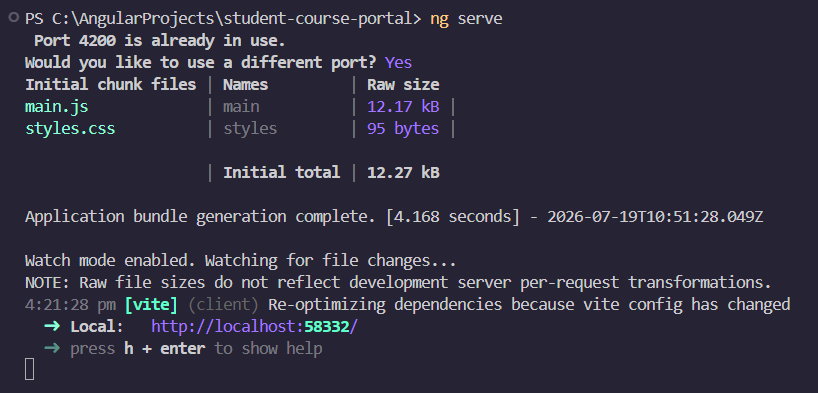 PS C:\AngularProjects\student-course-portal> ng serve
Port 4200 is already in use.
Would you like to use a different port? Yes
Initial chunk files | Names | Raw size
main.js | main | 12.17 kB |
styles.css | styles | 95 bytes |
| Initial total | 12.27 kB
Application bundle generation complete. [4.168 seconds] - 2026-07-19T10:51:28.049Z
Watch mode enabled. Watching for file changes...
NOTE: Raw file sizes do not reflect development server per-request transformations.
4:21:28 pm [vite] (client) Re-optimizing dependencies because vite config has changed
➜ Local: http://localhost:58332/
➜ press h + enter to show help